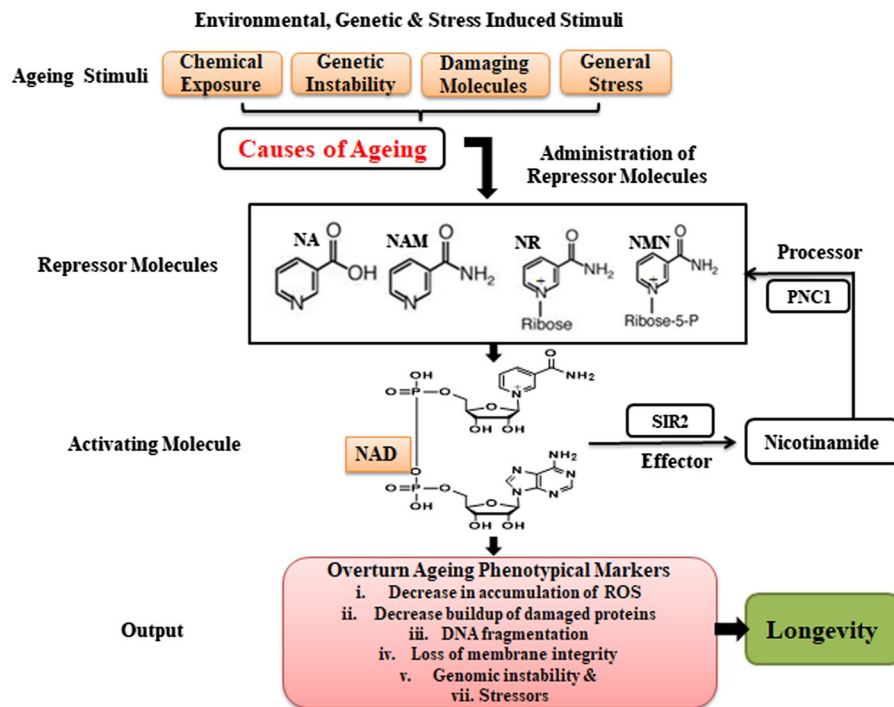 Environmental, Genetic & Stress Induced Stimuli
Ageing Stimuli
Chemical
Exposure
Genetic
Instability
Damaging
Molecules
General
Stress
Causes of Ageing
Administration of
Repressor Molecules
Repressor Molecules
NA
O
OH
N
NAM
O
NH2
N
NR
O
NH2
+
N
Ribose
NMN
O
NH2
+
N
Ribose-5-P
Processor
PNC1
Activating Molecule
OH
O=P
O
O
OH OH
N
+
O
NH2
NAD
O
O=P
OH
O
O
OH OH
NH2
N
N
N
N
SIR2
Effector
Nicotinamide
Output
Overturn Ageing Phenotypical Markers
i. Decrease in accumulation of ROS
ii. Decrease buildup of damaged proteins
iii. DNA fragmentation
iv. Loss of membrane integrity
v. Genomic instability &
vii. Stressors
Longevity